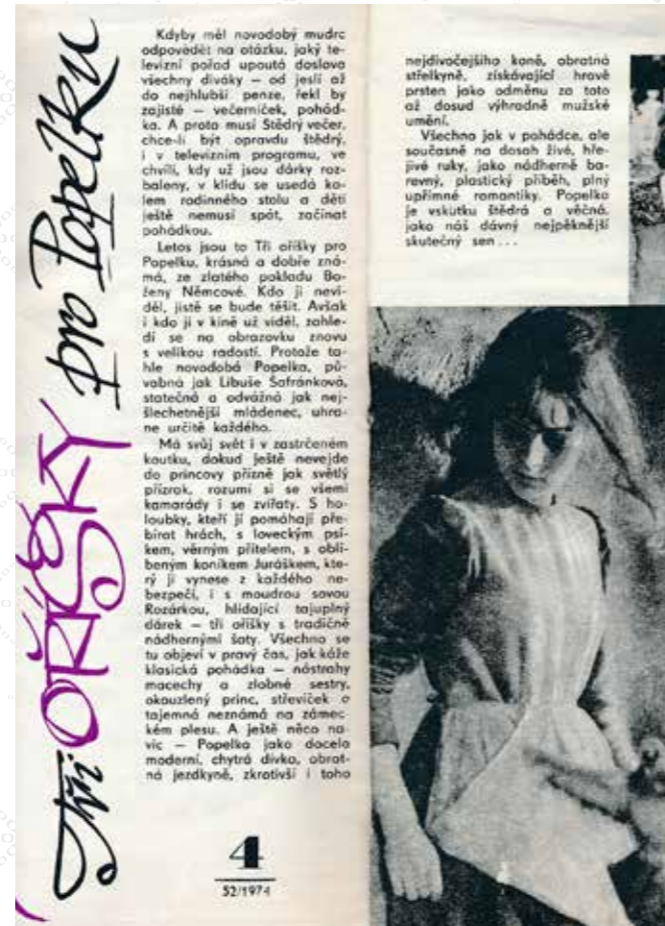 Tři OŘÍŠKY pro Popelku
Kdyby měl novodobý mudrc
odpovědět na otázku, jaký te-
levizní pořad upoutá doslova
všechny diváky — od jeslí až
do nejhlubší penze, řekl by
zajisté — večerníček, pohád-
ka. A proto musí Štědrý večer,
chce-li být opravdu štědrý,
i v televizním programu, ve
chvíli, kdy už jsou dárky roz-
baleny, v klidu se usedá ko-
lem rodinného stolu a děti
ještě nemusí spát, začínat
pohádkou.
Letos jsou to Tři oříšky pro
Popelku, krásná a dobře zná-
má, ze zlatého pokladu Bo-
ženy Němcové. Kdo ji nevi-
děl, jistě se bude těšit. Avšak
i kdo ji v kině už viděl, zahle-
dí se na obrazovku znovu
s velikou radostí. Protože ta-
hle novodobá Popelka, pů-
vabná jak Libuše Šafránková,
statečná a odvážná jak nej-
šlechetnější mládenec, uhra-
ne určitě každého.
Má svůj svět i v zastrčeném
koutku, dokud ještě nevejde
do princovy přízně jak světlý
přízrak, rozumí si se všemi
kamarády i se zvířaty. S ho-
loubky, kteří jí pomáhají pře-
bírat hrách, s loveckým psí-
kem, věrným přítelem, s oblí-
beným koníkem Juráškem, kte-
rý ji vynese z každého ne-
bezpečí, i s moudrou sovou
Rozárkou, hlídající tajuplný
dárek — tři oříšky s tradičně
nádhernými šaty. Všechno se
tu objeví v pravý čas, jak káže
klasická pohádka — nástrahy
macechy a zlobné sestry,
okouzlený princ, střevíček a
tajemná neznámá na zámec-
kém plesu. A ještě něco na-
víc — Popelka jako docela
moderní, chytrá dívka, obrat-
ná jezdkyně, zkrotivší i toho
nejdivočejšího koně, obratná
střelkyně, získávající hravě
prsten jako odměnu za toto
až dosud výhradně mužské
umění.
Všechno jak v pohádce, ale
současně na dosah živé, hře-
jivé ruky, jako nádherně ba-
revný, plastický příběh, plný
upřímné romantiky. Popelka
je vskutku štědrá a věčná,
jako náš dávný nejpěknější
skutečný sen...
4
52/1974